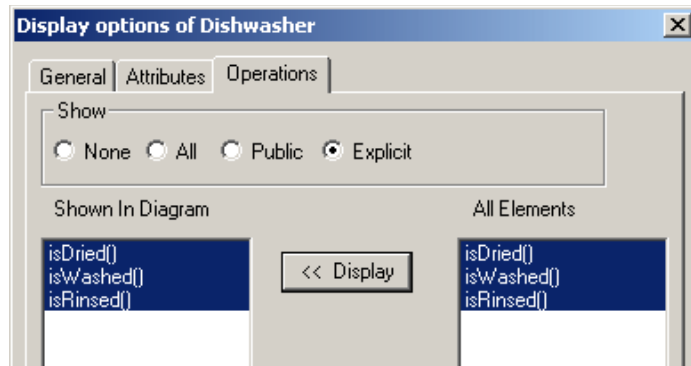 Display options of Dishwasher
General Attributes Operations
Show
None All Public Explicit
Shown In Diagram All Elements
isDried() << Display isDried()
isWashed() isWashed()
isRinsed() isRinsed()